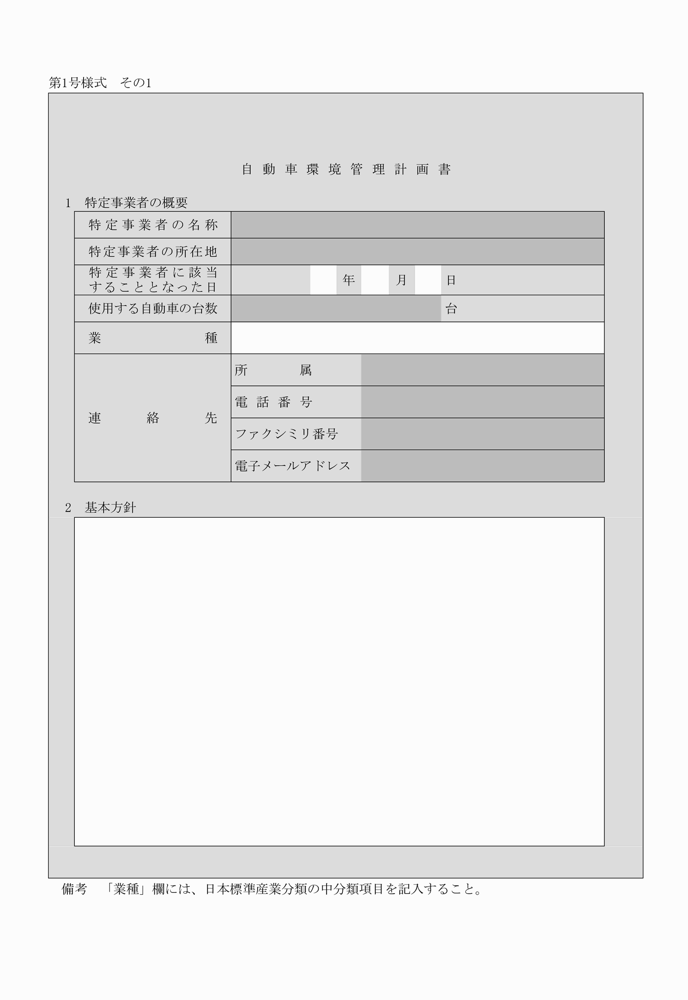 第1号様式　その1
自動車環境管理計画書
1　特定事業者の概要
特定事業者の名称
特定事業者の所在地
特定事業者に該当
することとなった日
年 月 日
使用する自動車の台数 台
業種
連絡先
所属
電話番号
ファクシミリ番号
電子メールアドレス
2　基本方針
備考　「業種」欄には、日本標準産業分類の中分類項目を記入すること。